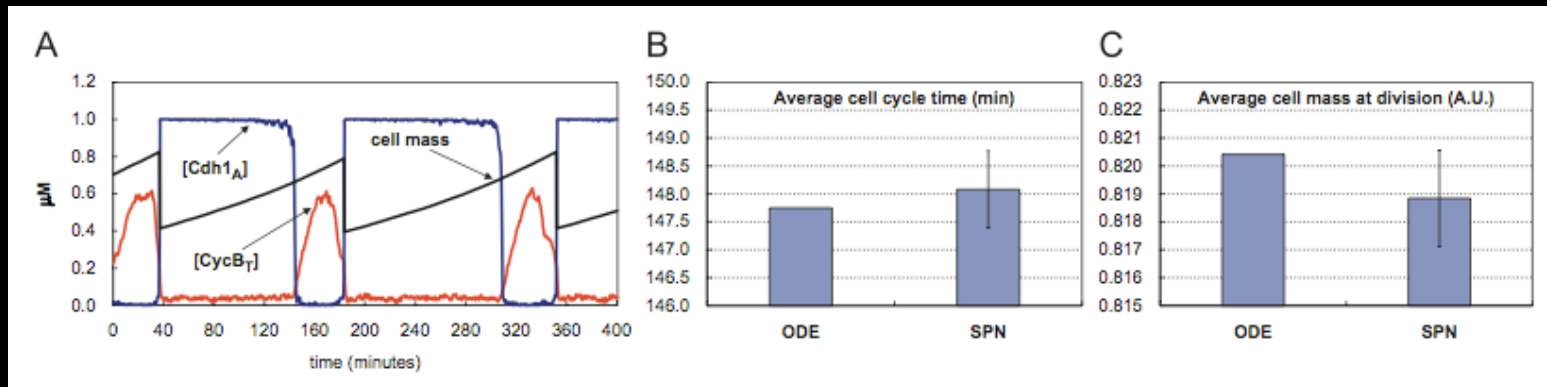 A
1.2
1.0
0.8
0.6
0.4
0.2
0.0
μM
[Cdh1A]
cell mass
[CycBT]
0 40 80 120 160 200 240 280 320 360 400
time (minutes)
B
Average cell cycle time (min)
150.0
149.5
149.0
148.5
148.0
147.5
147.0
146.5
146.0
ODE SPN
C
Average cell mass at division (A.U.)
0.823
0.822
0.821
0.820
0.819
0.818
0.817
0.816
0.815
ODE SPN